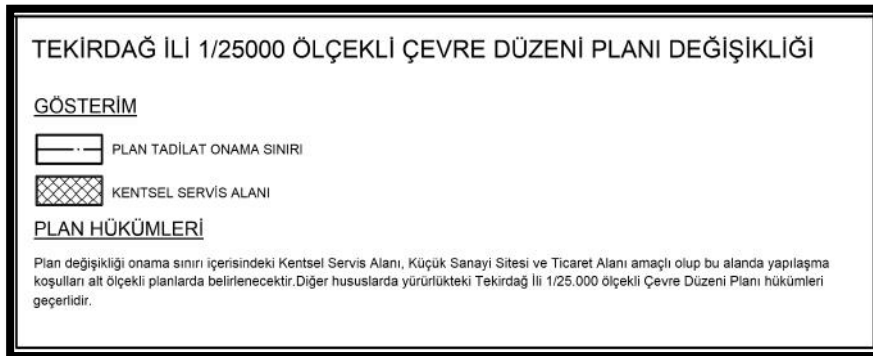 TEKİRDAĞ İLİ 1/25000 ÖLÇEKLİ ÇEVRE DÜZENİ PLANI DEĞİŞİKLİĞİ
GÖSTERİM
PLAN TADİLAT ONAMA SINIRI
KENTSEL SERVİS ALANI
PLAN HÜKÜMLERİ
Plan değişikliği onama sınırı içerisindeki Kentsel Servis Alanı, Küçük Sanayi Sitesi ve Ticaret Alanı amaçlı olup bu alanda yapılaşma
koşulları alt ölçekli planlarda belirlenecektir.Diğer hususlarda yürürlükteki Tekirdağ İli 1/25.000 ölçekli Çevre Düzeni Planı hükümleri
geçerlidir.